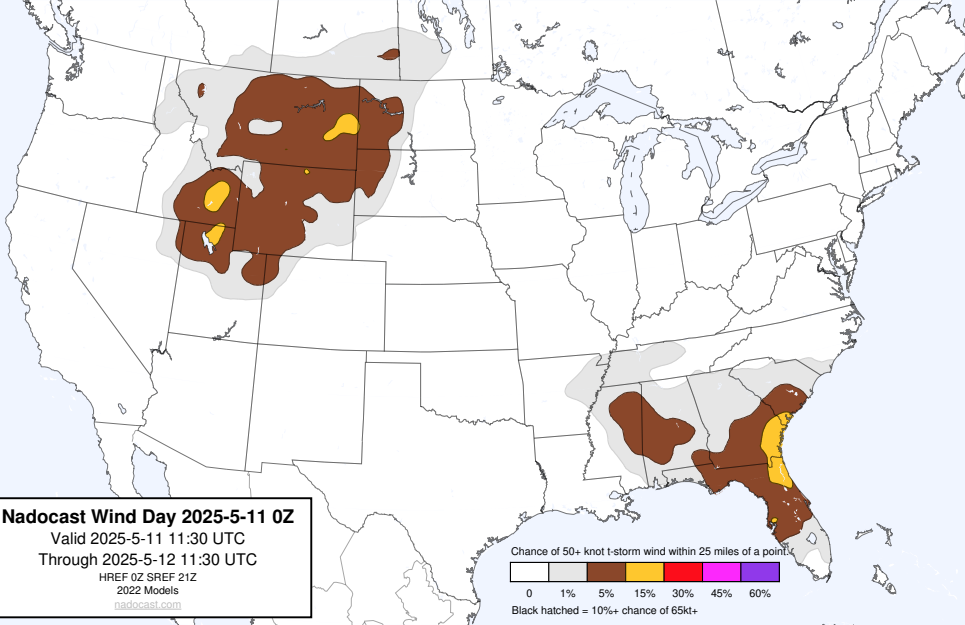 Nadocast Wind Day 2025-5-11 0Z
Valid 2025-5-11 11:30 UTC
Through 2025-5-12 11:30 UTC
HREF 0Z SREF 21Z
2022 Models
nadocast.com
Chance of 50+ knot t-storm wind within 25 miles of a point.
0 1% 5% 15% 30% 45% 60%
Black hatched = 10%+ chance of 65kt+